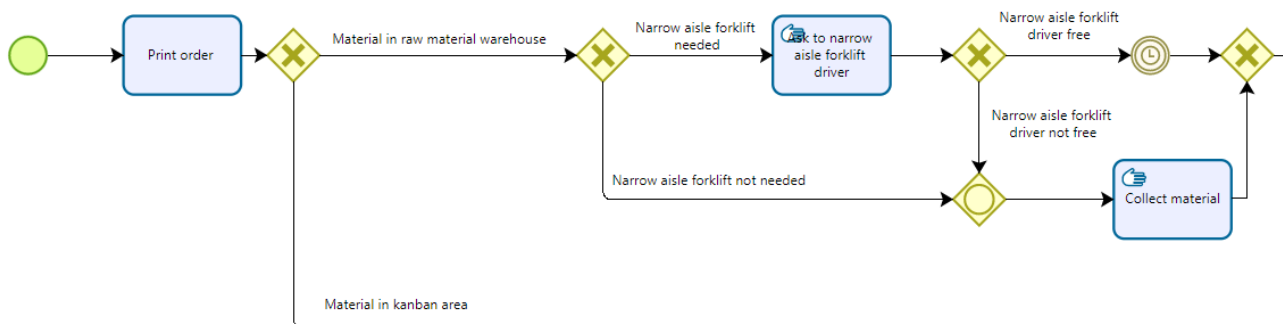 Print order
Material in raw material warehouse
Narrow aisle forklift
needed
Ask to narrow
aisle forklift
driver
Narrow aisle forklift
driver free
Narrow aisle forklift
driver not free
Narrow aisle forklift not needed
Collect material
Material in kanban area